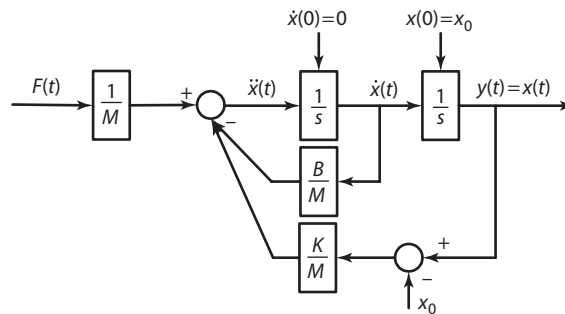 ẋ(0)=0
x(0)=x₀
F(t)
1/M
+
−
ẍ(t)
1/s
ẋ(t)
1/s
y(t)=x(t)
B/M
K/M
+
−
x₀